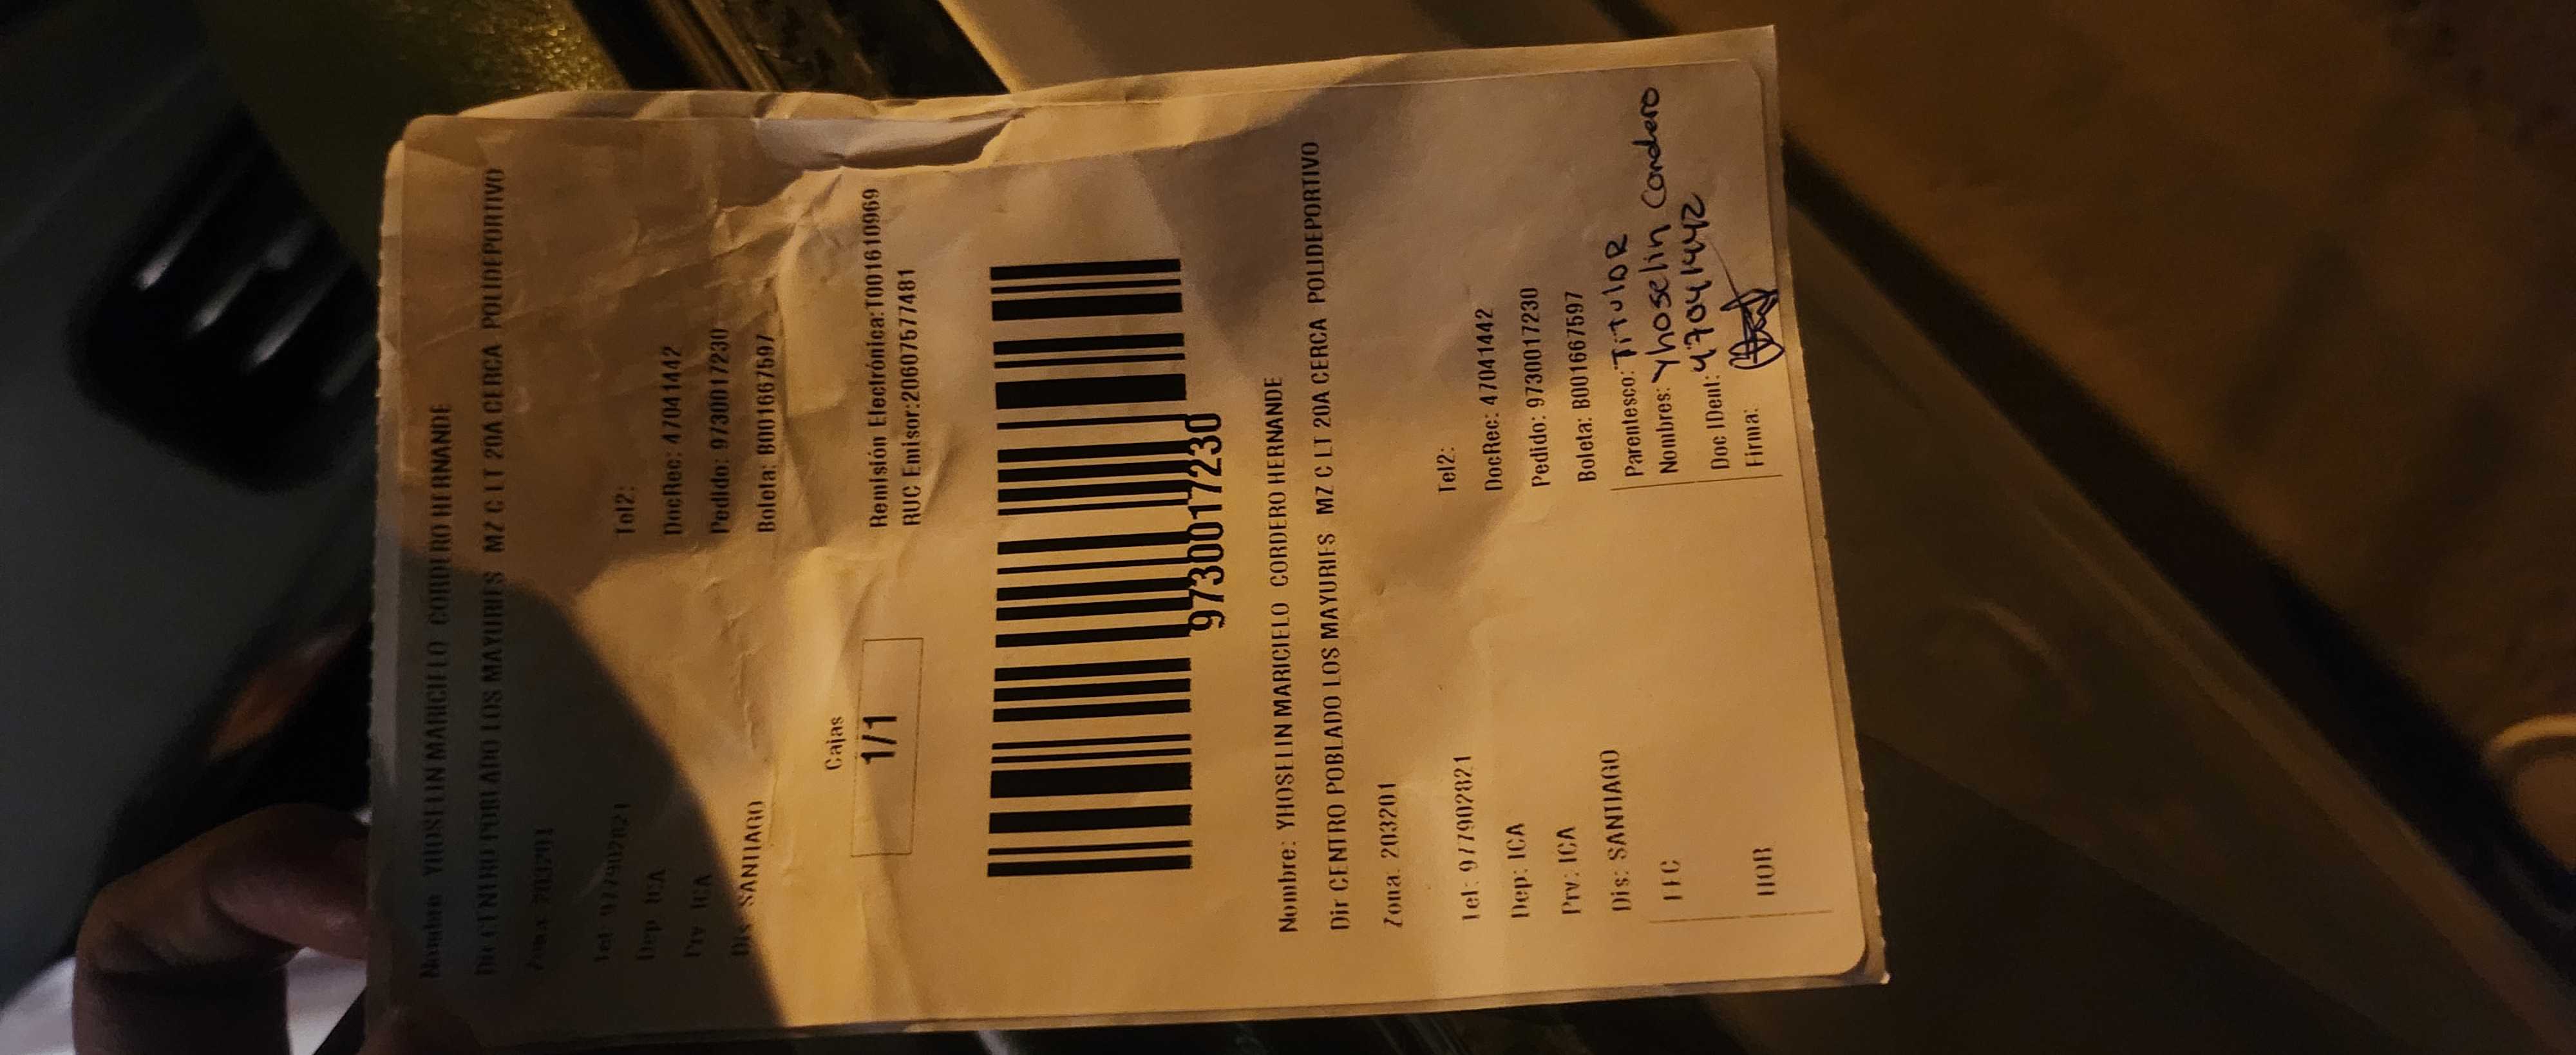 Nombre YHOSELIN MARICIELO CORDERO HERNANDE
Dir CENTRO POBLADO LOS MAYURIES MZ C LT 20A CERCA POLIDEPORTIVO
Zona. 203201
Tel 977902821
Tel2:
Dep ICA
DocRec: 47041442
Prv ICA
Pedido: 9730017230
Dis SANTIAGO
Boleta: B001667597
Cajas
1/1
Remisión Electrónica:T001610969
RUC Emisor:20607577481
9730017230
Nombre: YHOSELIN MARICIELO CORDERO HERNANDE
Dir CENTRO POBLADO LOS MAYURIES MZ C LT 20A CERCA POLIDEPORTIVO
Zona. 203201
Tel: 977902821
Tel2:
Dep: ICA
DocRec: 47041442
Prv: ICA
Pedido: 9730017230
Dis: SANTIAGO
Boleta: B001667597
FEC
Parentesco: TiTulOR
Nombres: Yhoselin Cordero
Doc IDent: 47041442
HOR
Firma: